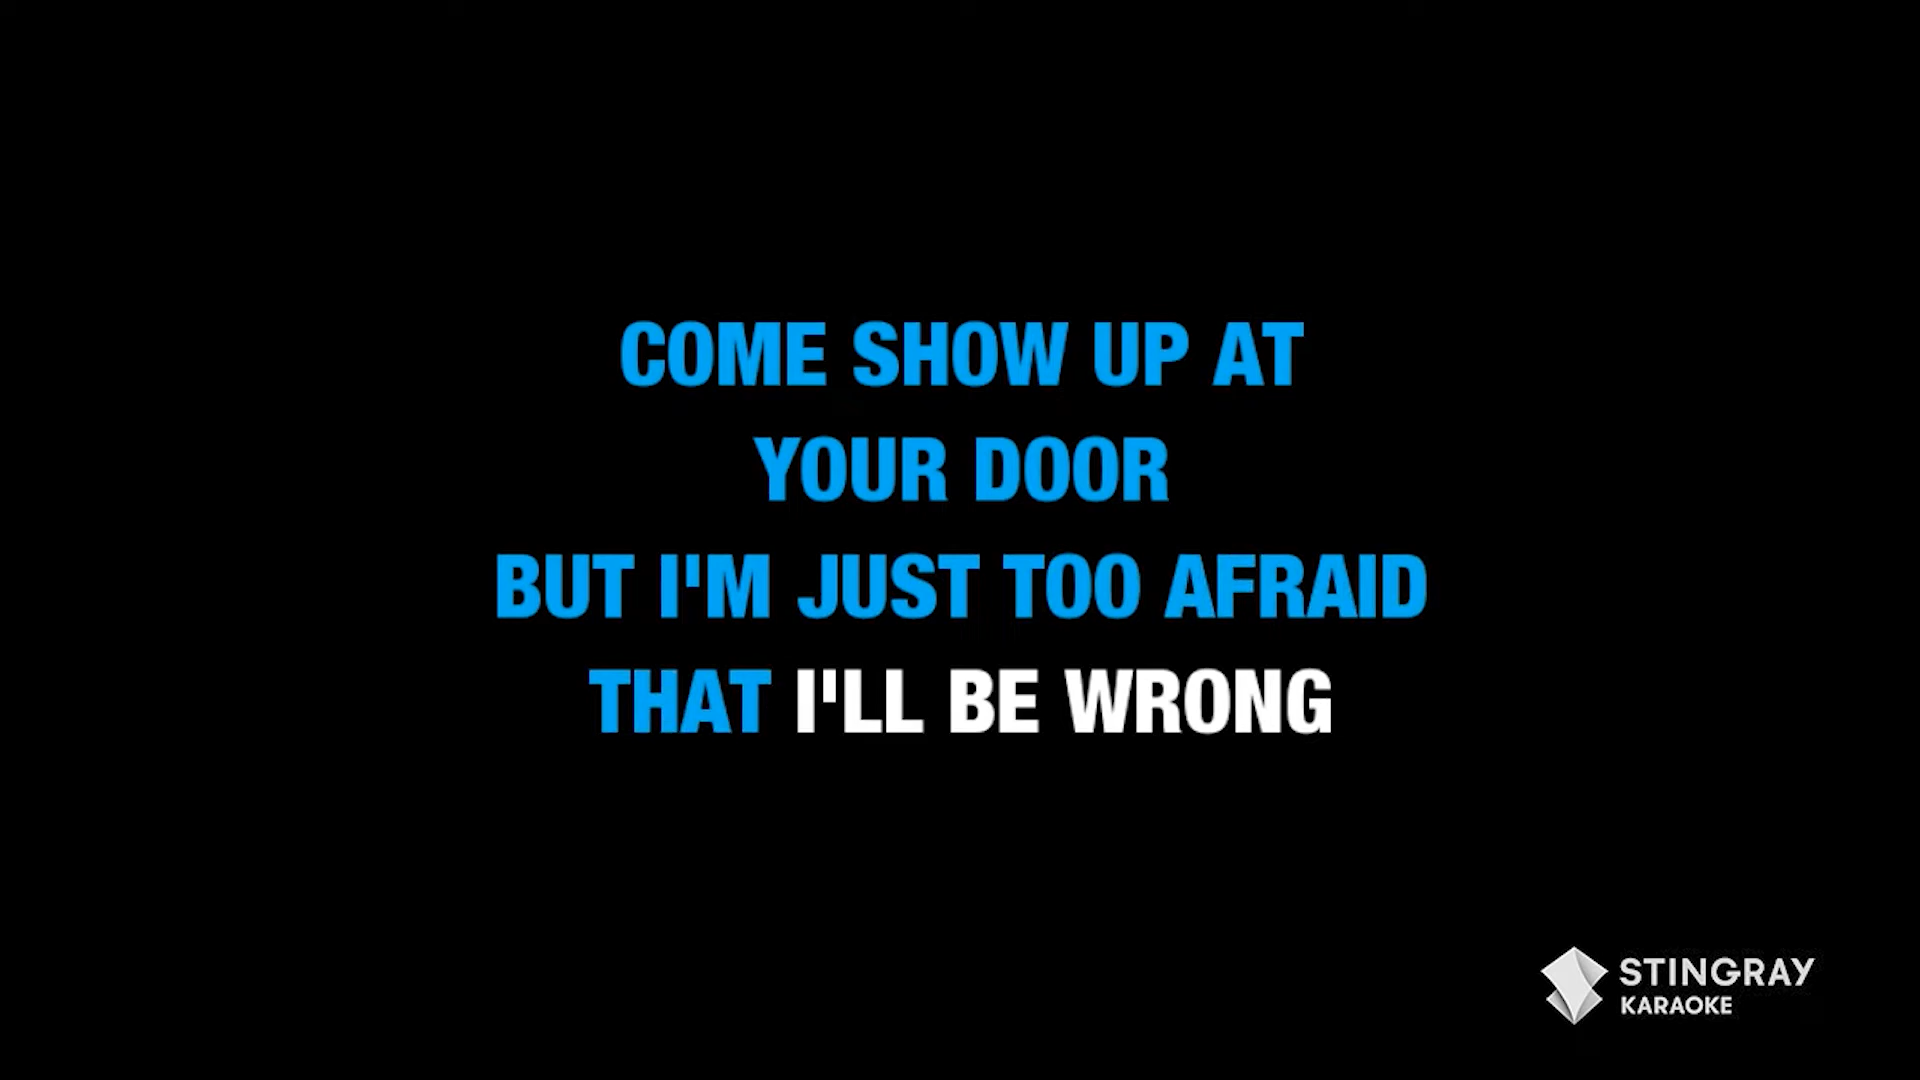 COME SHOW UP AT
YOUR DOOR
BUT I'M JUST TOO AFRAID
THAT I'LL BE WRONG
STINGRAY
KARAOKE